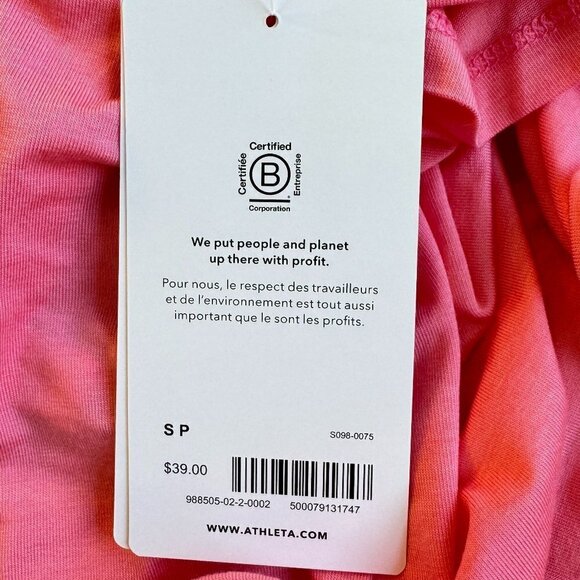 Certified
Certifiée
B
Entreprise
Corporation
We put people and planet
up there with profit.
Pour nous, le respect des travailleurs
et de l'environnement est tout aussi
important que le sont les profits.
S P
S098-0075
$39.00
988505-02-2-0002 500079131747
WWW.ATHLETA.COM